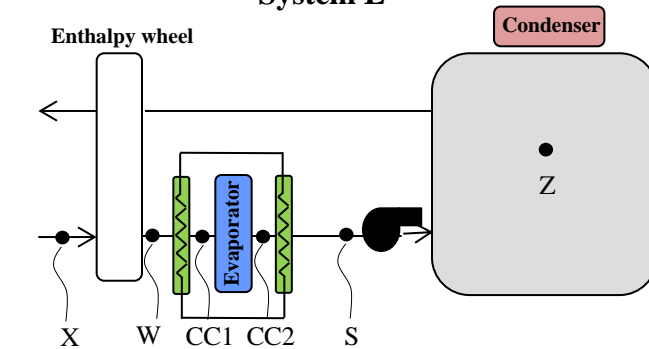 System E
Condenser
Enthalpy wheel
Evaporator
Z
X W CC1 CC2 S